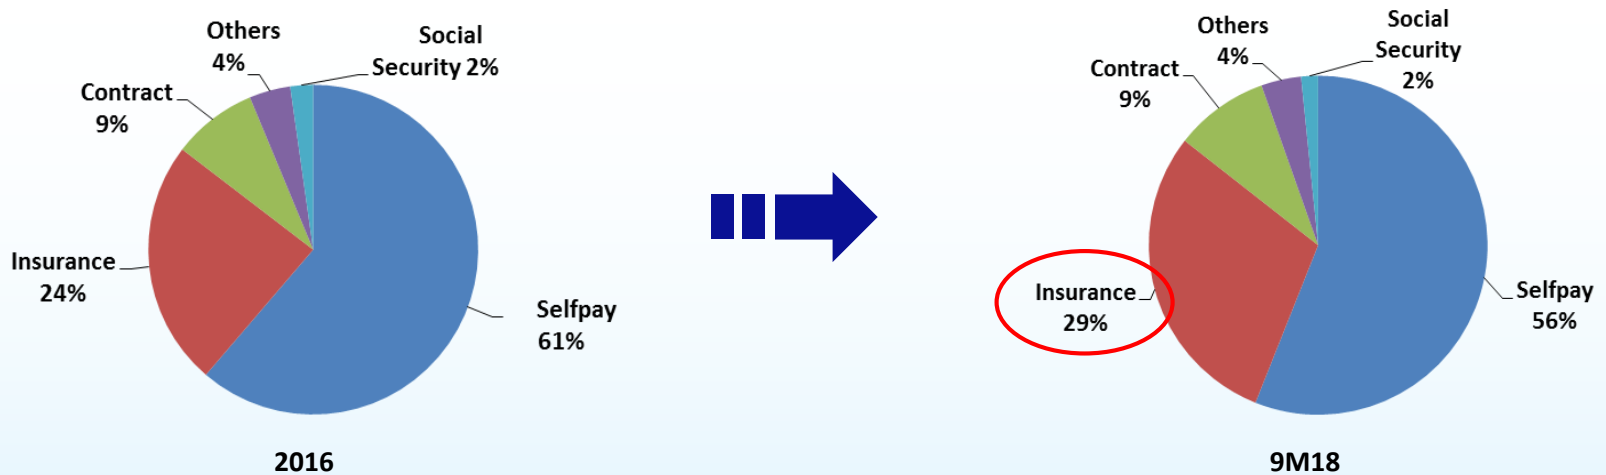 Others
4%
Social
Security 2%
Contract
9%
Insurance
24%
Selfpay
61%
2016
Others
4%
Social
Security
2%
Contract
9%
Insurance
29%
Selfpay
56%
9M18